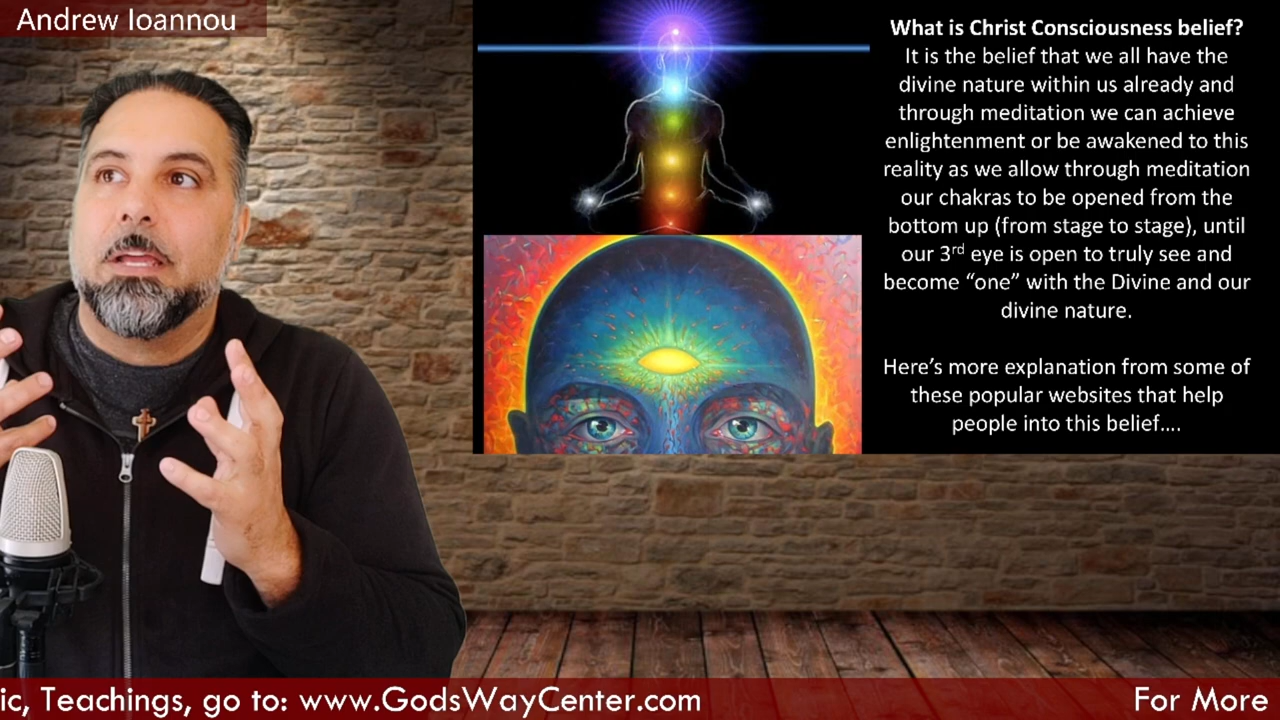 Andrew Ioannou
What is Christ Consciousness belief?
It is the belief that we all have the
divine nature within us already and
through meditation we can achieve
enlightenment or be awakened to this
reality as we allow through meditation
our chakras to be opened from the
bottom up (from stage to stage), until
our 3rd eye is open to truly see and
become “one” with the Divine and our
divine nature.
Here’s more explanation from some of
these popular websites that help
people into this belief....
ic, Teachings, go to: www.GodsWayCenter.com For More